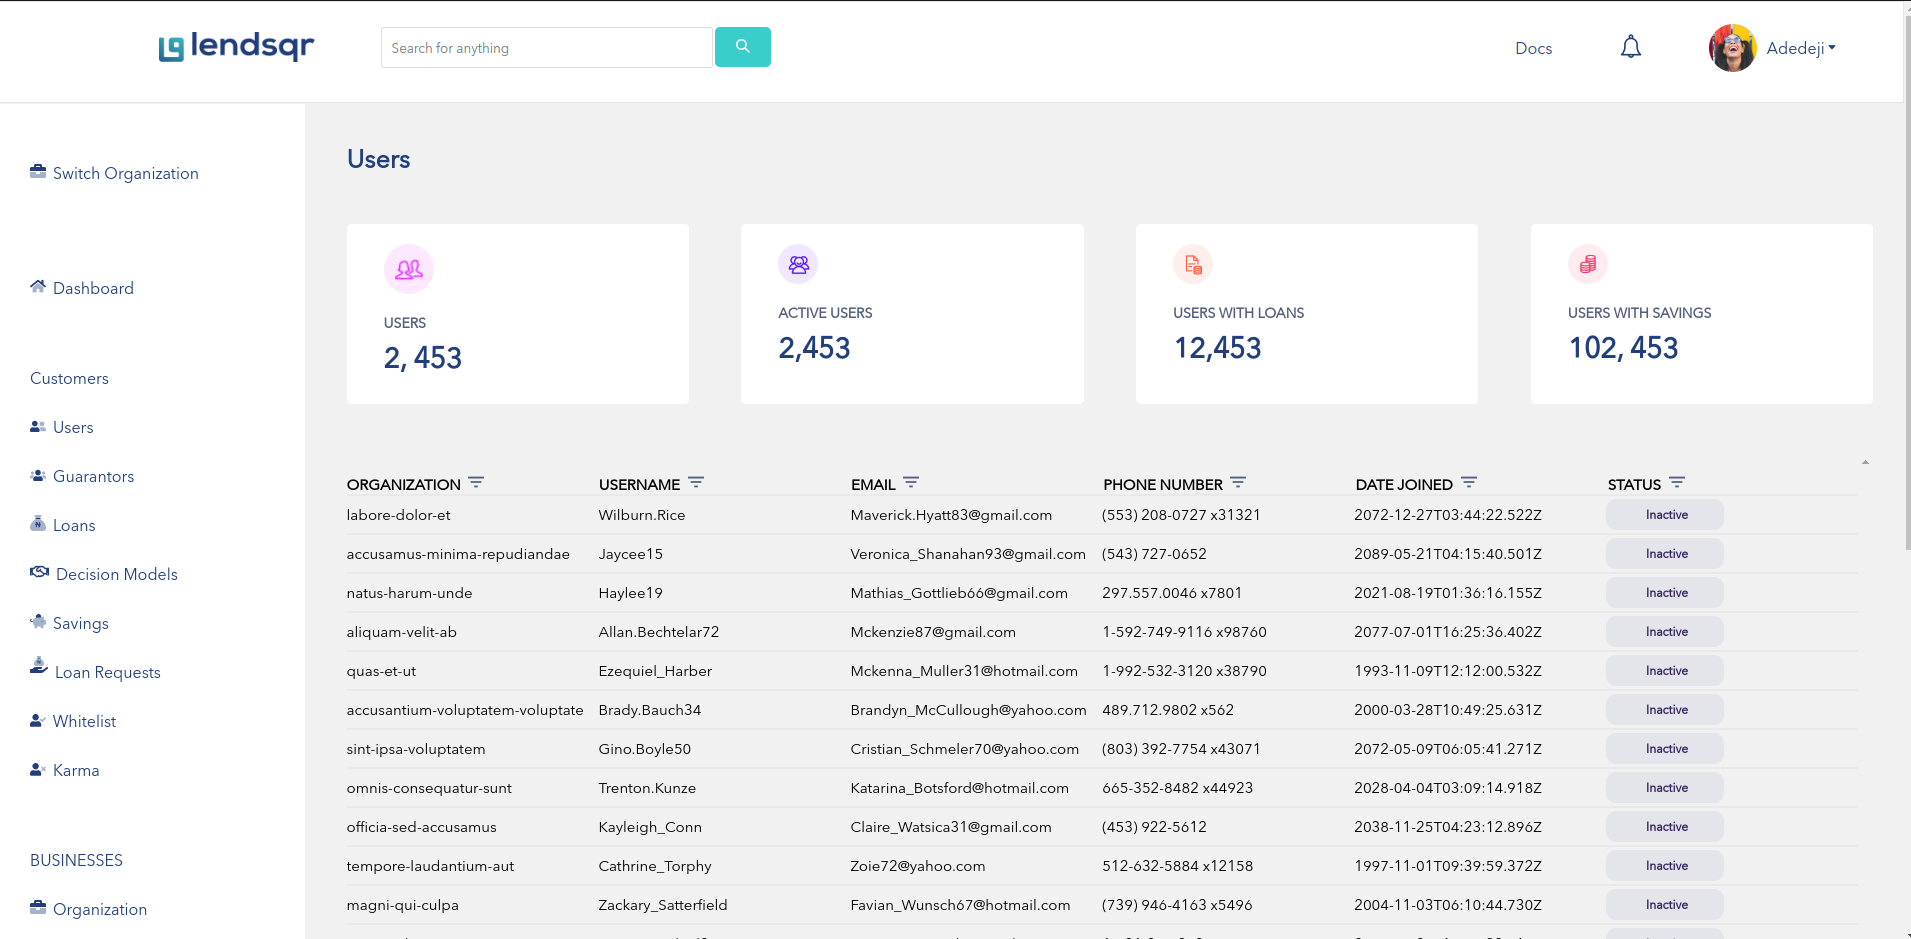 lendsqr
Search for anything
Docs
Adedeji
Switch Organization
Dashboard
Customers
Users
Guarantors
Loans
Decision Models
Savings
Loan Requests
Whitelist
Karma
BUSINESSES
Organization
Users
USERS
2, 453
ACTIVE USERS
2,453
USERS WITH LOANS
12,453
USERS WITH SAVINGS
102, 453
ORGANIZATION USERNAME EMAIL PHONE NUMBER DATE JOINED STATUS
labore-dolor-et Wilburn.Rice Maverick.Hyatt83@gmail.com (553) 208-0727 x31321 2072-12-27T03:44:22.522Z Inactive
accusamus-minima-repudiandae Jaycee15 Veronica_Shanahan93@gmail.com (543) 727-0652 2089-05-21T04:15:40.501Z Inactive
natus-harum-unde Haylee19 Mathias_Gottlieb66@gmail.com 297.557.0046 x7801 2021-08-19T01:36:16.155Z Inactive
aliquam-velit-ab Allan.Bechtelar72 Mckenzie87@gmail.com 1-592-749-9116 x98760 2077-07-01T16:25:36.402Z Inactive
quas-et-ut Ezequiel_Harber Mckenna_Muller31@hotmail.com 1-992-532-3120 x38790 1993-11-09T12:12:00.532Z Inactive
accusantium-voluptatem-voluptate Brady.Bauch34 Brandyn_McCullough@yahoo.com 489.712.9802 x562 2000-03-28T10:49:25.631Z Inactive
sint-ipsa-voluptatem Gino.Boyle50 Cristian_Schmeler70@yahoo.com (803) 392-7754 x43071 2072-05-09T06:05:41.271Z Inactive
omnis-consequatur-sunt Trenton.Kunze Katarina_Botsford@hotmail.com 665-352-8482 x44923 2028-04-04T03:09:14.918Z Inactive
officia-sed-accusamus Kayleigh_Conn Claire_Watsica31@gmail.com (453) 922-5612 2038-11-25T04:23:12.896Z Inactive
tempore-laudantium-aut Cathrine_Torphy Zoie72@yahoo.com 512-632-5884 x12158 1997-11-01T09:39:59.372Z Inactive
magni-qui-culpa Zackary_Satterfield Favian_Wunsch67@hotmail.com (739) 946-4163 x5496 2004-11-03T06:10:44.730Z Inactive